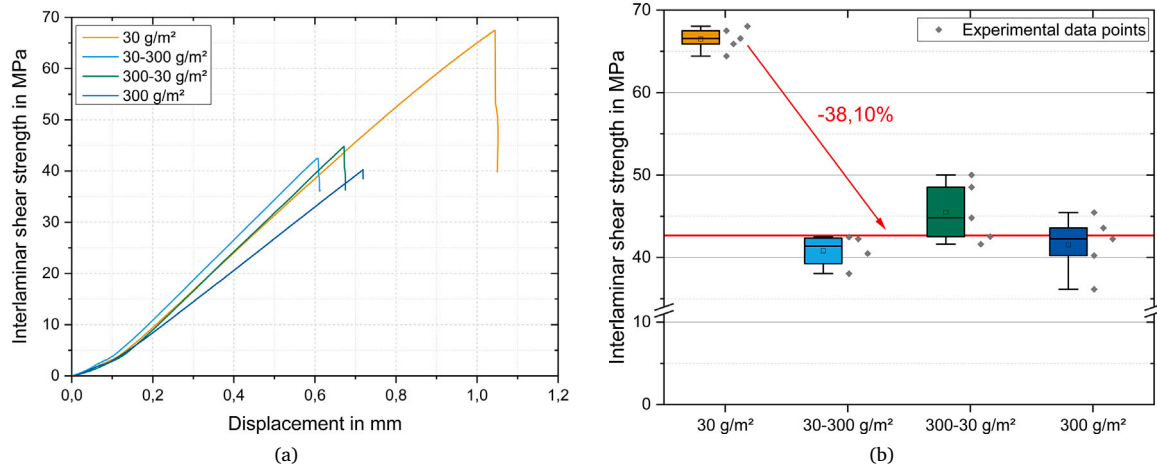 70
60
50
40
30
20
10
0
Interlaminar shear strength in MPa
30 g/m²
30-300 g/m²
300-30 g/m²
300 g/m²
0,0 0,2 0,4 0,6 0,8 1,0 1,2
Displacement in mm
(a)
70
60
50
40
10
0
Interlaminar shear strength in MPa
Experimental data points
-38,10%
30 g/m² 30-300 g/m² 300-30 g/m² 300 g/m²
(b)